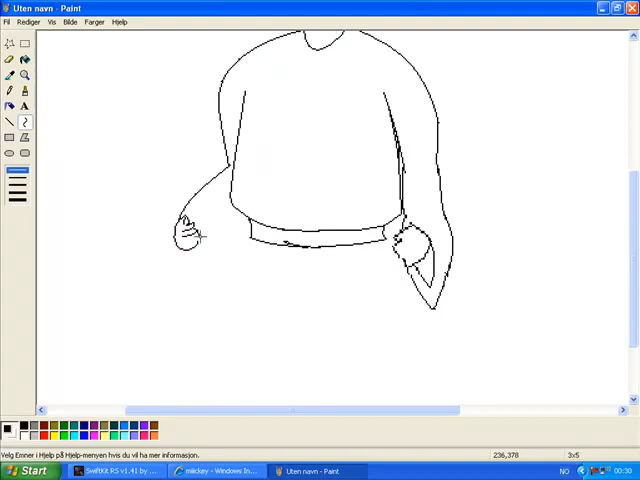 Uten navn - Paint
Fil Rediger Vis Bilde Farger Hjelp
A
Velg Emner i Hjelp på Hjelp-menyen hvis du vil ha mer informasjon. 236,378 3x5
Start SwiftKit RS v1.41 by ... miickey - Windows In... Uten navn - Paint NO 00:30